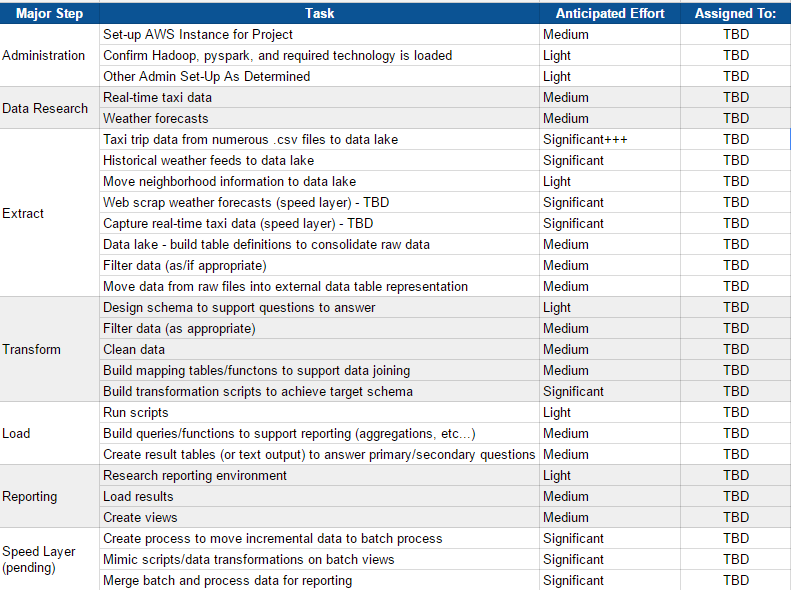 Major Step Task Anticipated Effort Assigned To:
Administration
Set-up AWS Instance for Project Medium TBD
Confirm Hadoop, pyspark, and required technology is loaded Light TBD
Other Admin Set-Up As Determined Light TBD
Data Research
Real-time taxi data Medium TBD
Weather forecasts Medium TBD
Extract
Taxi trip data from numerous .csv files to data lake Significant+++ TBD
Historical weather feeds to data lake Significant TBD
Move neighborhood information to data lake Light TBD
Web scrap weather forecasts (speed layer) - TBD Significant TBD
Capture real-time taxi data (speed layer) - TBD Significant TBD
Data lake - build table definitions to consolidate raw data Medium TBD
Filter data (as/if appropriate) Medium TBD
Move data from raw files into external data table representation Medium TBD
Transform
Design schema to support questions to answer Light TBD
Filter data (as appropriate) Medium TBD
Clean data Medium TBD
Build mapping tables/functons to support data joining Medium TBD
Build transformation scripts to achieve target schema Significant TBD
Load
Run scripts Light TBD
Build queries/functions to support reporting (aggregations, etc...) Medium TBD
Create result tables (or text output) to answer primary/secondary questions Medium TBD
Reporting
Research reporting environment Light TBD
Load results Medium TBD
Create views Medium TBD
Speed Layer
(pending)
Create process to move incremental data to batch process Significant TBD
Mimic scripts/data transformations on batch views Significant TBD
Merge batch and process data for reporting Significant TBD